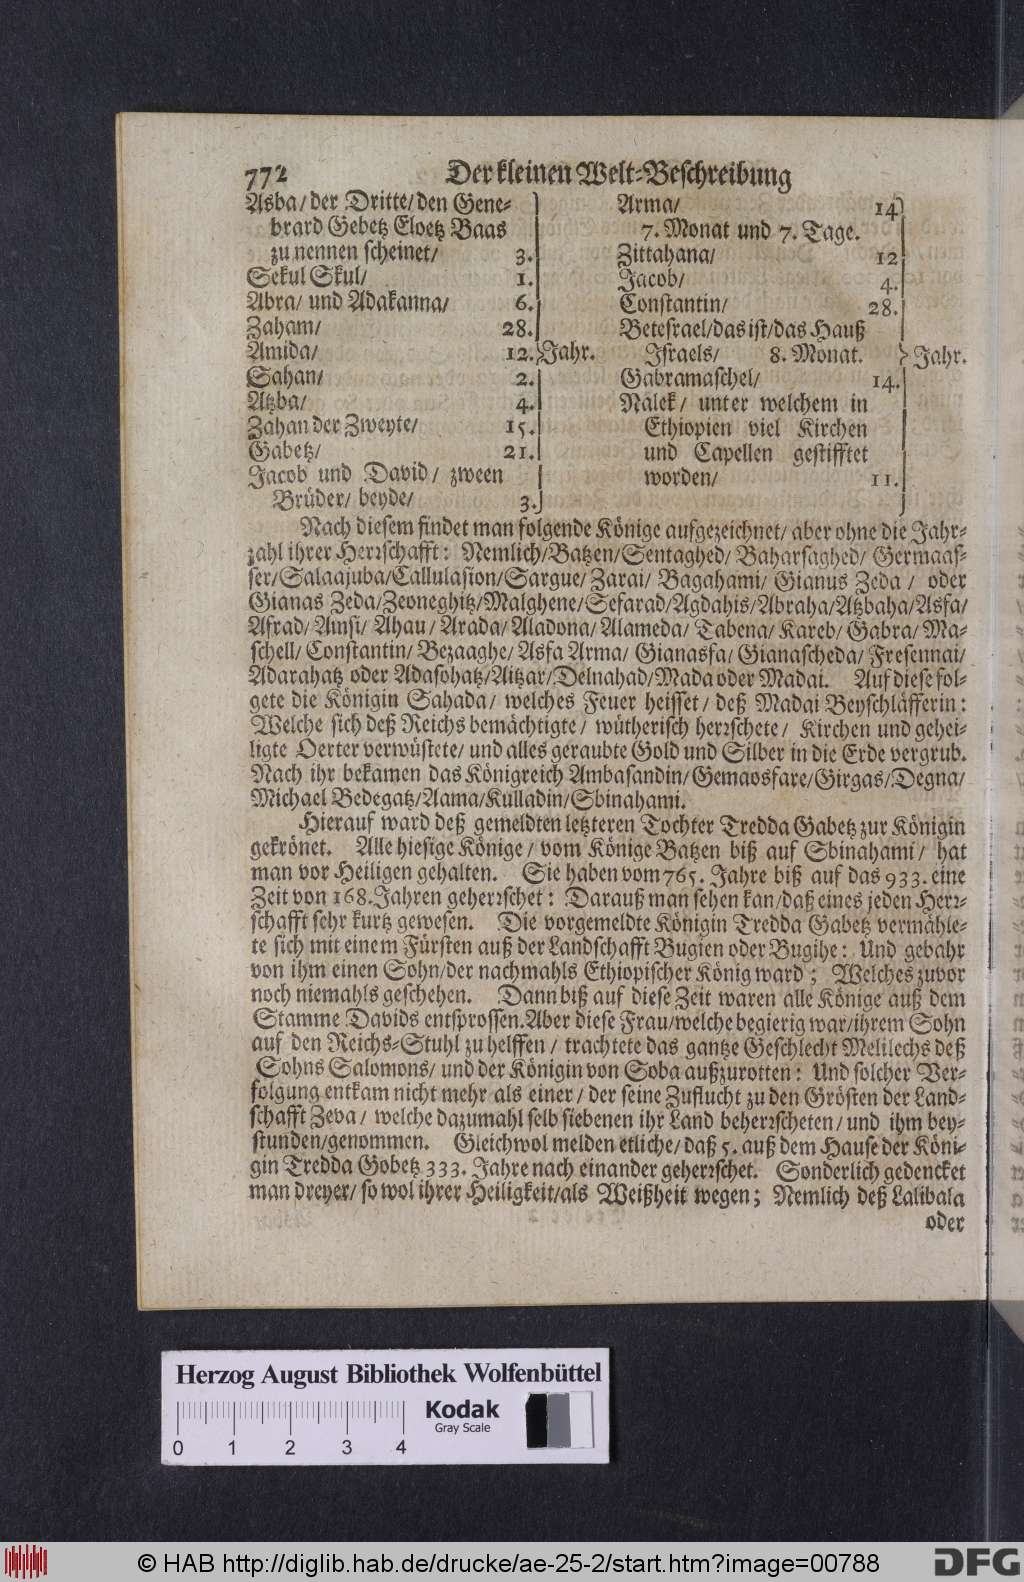 772 Der kleinen Welt-Beschreibung
Asba/ der Dritte/ den Gene-
brard Gebetz Eloetz Baas
zu nennen scheinet/ 3.
Sekul Skul/ 1.
Abra/ und Adakanna/ 6.
Zaham/ 28.
Amida/ 12. Jahr.
Sahan/ 2.
Atzba/ 4.
Zahan der Zweyte/ 15.
Gabetz/ 21.
Jacob und David/ zween
Brüder/ beyde/ 3.
Arma/ 14
7. Monat und 7. Tage.
Zittahana/ 12
Jacob/ 4.
Constantin/ 28.
Betesrael/das ist/das Hauß
Israels/ 8. Monat. Jahr.
Gabramaschel/ 14.
Nalek/ unter welchem in
Ethiopien viel Kirchen
und Capellen gestifftet
worden/ 11.
Nach diesem findet man folgende Könige aufgezeichnet/ aber ohne die Jahr-
zahl ihrer Herrschafft: Nemlich/Batzen/Sentaghed/ Baharsaghed/ Germaas-
ser/Salaajuba/Callulasion/Sargue/ Zarai/ Bagahami/ Gianus Zeda / oder
Gianas Zeda/Zeoneghitz/Malghene/Sefarad/Agdahis/Abraha/Atzbaha/Asfa/
Afrad/ Amsi/ Ahau/ Arada/ Aladona/ Alameda/ Tabena/ Kareb/ Gabra/ Ma-
schell/ Constantin/ Bezaaghe/ Asfa Arma/ Gianasfa/ Gianascheda/ Fresennai/
Adarahatz oder Adasohatz/Aitzar/Delnahad/Mada oder Madai. Auf diese fol-
gete die Königin Sahada/ welches Feuer heisset/ deß Madai Beyschläfferin:
Welche sich deß Reichs bemächtigte/ wütherisch herrschete/ Kirchen und gehei-
ligte Oerter verwüstete/ und alles geraubte Gold und Silber in die Erde vergrub.
Nach ihr bekamen das Königreich Ambasandin/Gemaosfare/Girgas/Degna/
Michael Bedegatz/Aama/Kulladin/Sbinahami.
Hierauf ward deß gemeldten letzteren Tochter Tredda Gabetz zur Königin
gekrönet. Alle hiesige Könige/ vom Könige Batzen biß auf Sbinahami/ hat
man vor Heiligen gehalten. Sie haben vom 765. Jahre biß auf das 933. eine
Zeit von 168. Jahren geherrschet: Darauß man sehen kan/daß eines jeden Herr-
schafft sehr kurtz gewesen. Die vorgemeldte Königin Tredda Gabetz vermähle-
te sich mit einem Fürsten auß der Landschafft Bugien oder Bugihe: Und gebahr
von ihm einen Sohn/der nachmahls Ethiopischer König ward; Welches zuvor
noch niemahls geschehen. Dann biß auf diese Zeit waren alle Könige auß dem
Stamme Davids entsprossen. Aber diese Frau/welche begierig war/ihrem Sohn
auf den Reichs-Stuhl zu helffen/ trachtete das gantze Geschlecht Melilechs deß
Sohns Salomons/ und der Königin von Soba außzurotten: Und solcher Ver-
folgung entkam nicht mehr als einer/ der seine Zuflucht zu den Grösten der Land-
schafft Zeva/ welche dazumahl selb siebenen ihr Land beherrscheten/ und ihm bey-
stunden/genommen. Gleichwol melden etliche/ daß 5. auß dem Hause der Köni-
gin Tredda Gobetz 333. Jahre nach einander geherrschet. Sonderlich gedencket
man dreyer/ so wol ihrer Heiligkeit/als Weißheit wegen; Nemlich deß Lalibala
oder
Herzog August Bibliothek Wolfenbüttel
Kodak
Gray Scale
0 1 2 3 4
© HAB http://diglib.hab.de/drucke/ae-25-2/start.htm?image=00788
DFG